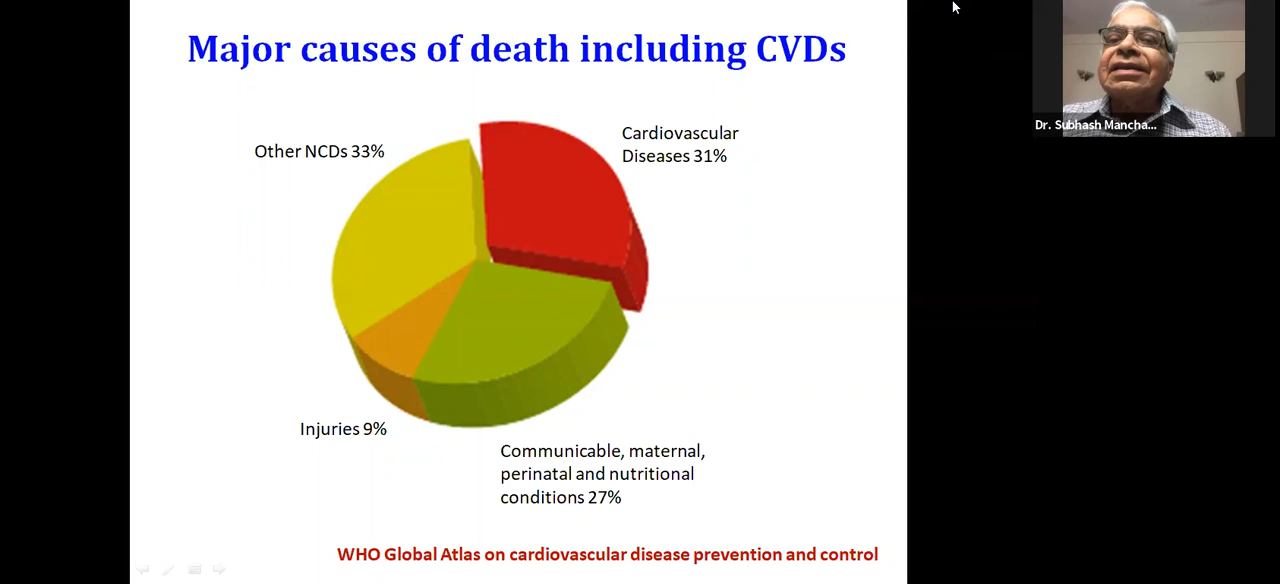 Major causes of death including CVDs
Dr. Subhash Mancha...
Cardiovascular
Diseases 31%
Other NCDs 33%
Injuries 9%
Communicable, maternal,
perinatal and nutritional
conditions 27%
WHO Global Atlas on cardiovascular disease prevention and control